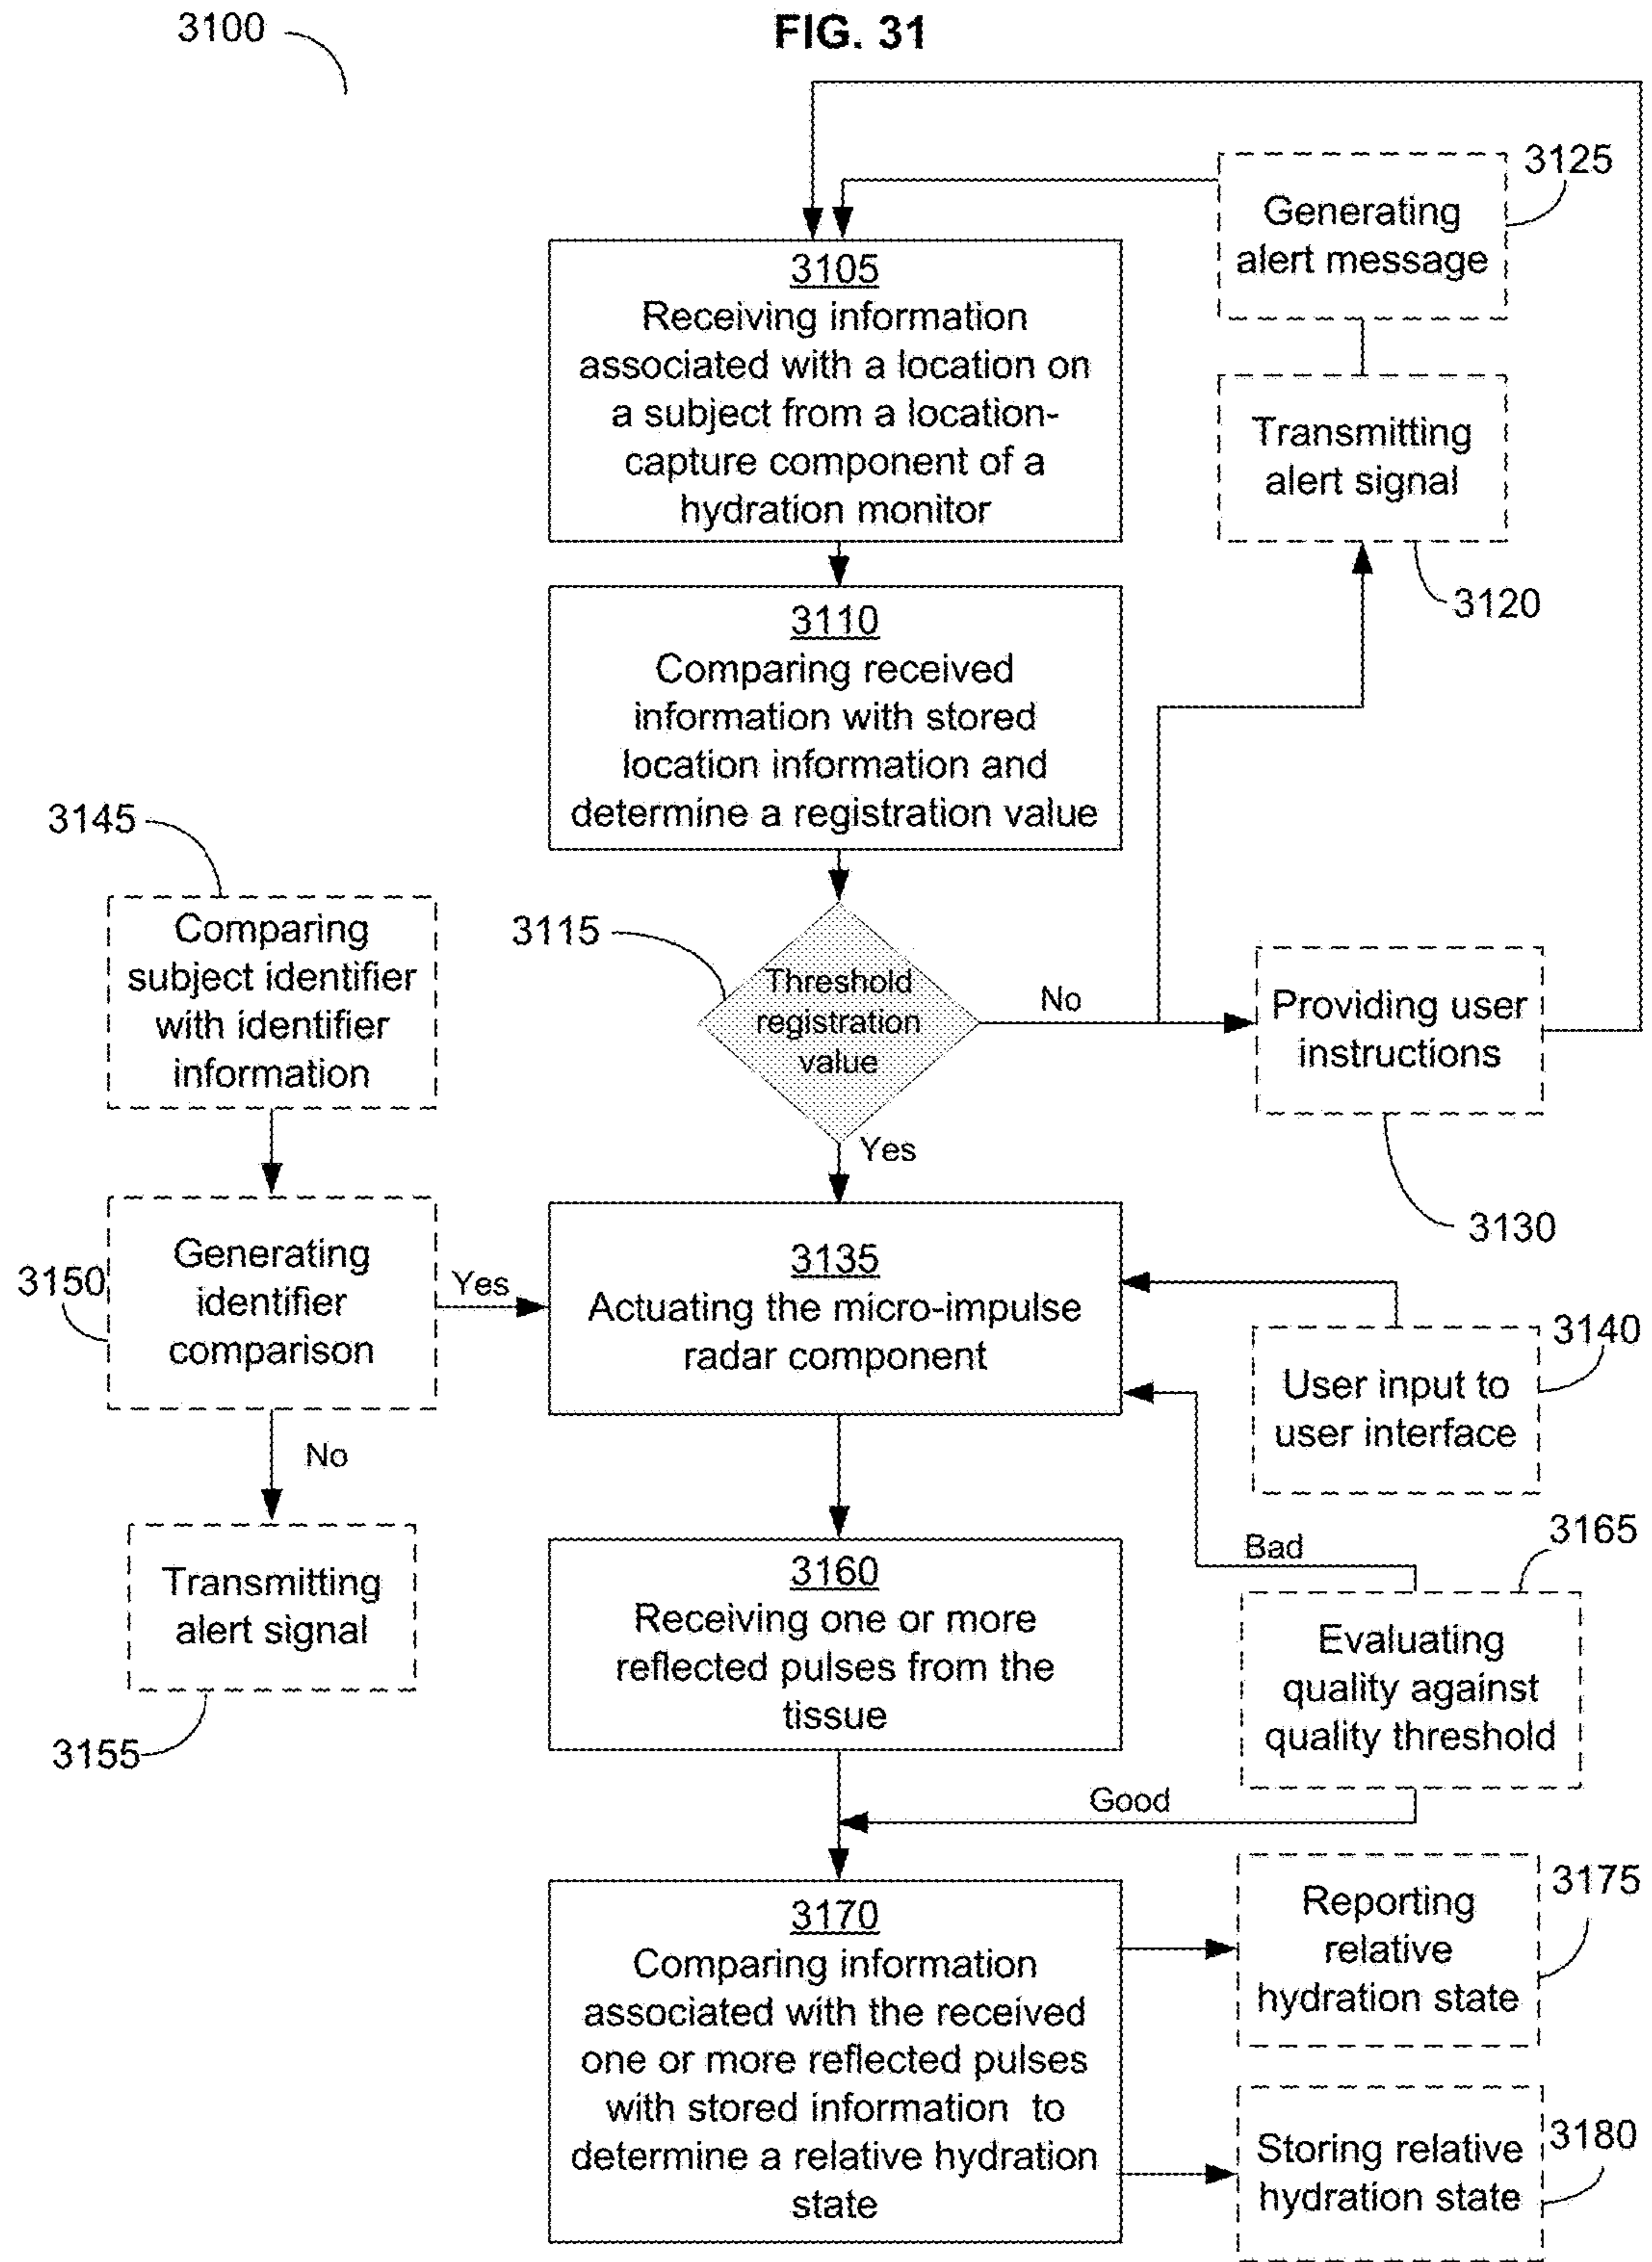 3100
FIG. 31
3125
Generating
alert message
3105
Receiving information
associated with a location on
a subject from a location-
capture component of a
hydration monitor
Transmitting
alert signal
3120
3110
Comparing received
information with stored
location information and
determine a registration value
3145
Comparing
subject identifier
with identifier
information
3115
Threshold
registration
value
No
Providing user
instructions
3130
Yes
3150
Generating
identifier
comparison
Yes
3135
Actuating the micro-impulse
radar component
3140
User input to
user interface
No
Transmitting
alert signal
3155
3160
Receiving one or more
reflected pulses from the
tissue
Bad
3165
Evaluating
quality against
quality threshold
Good
3170
Comparing information
associated with the received
one or more reflected pulses
with stored information to
determine a relative hydration
state
Reporting
relative
hydration state
3175
Storing relative
hydration state
3180